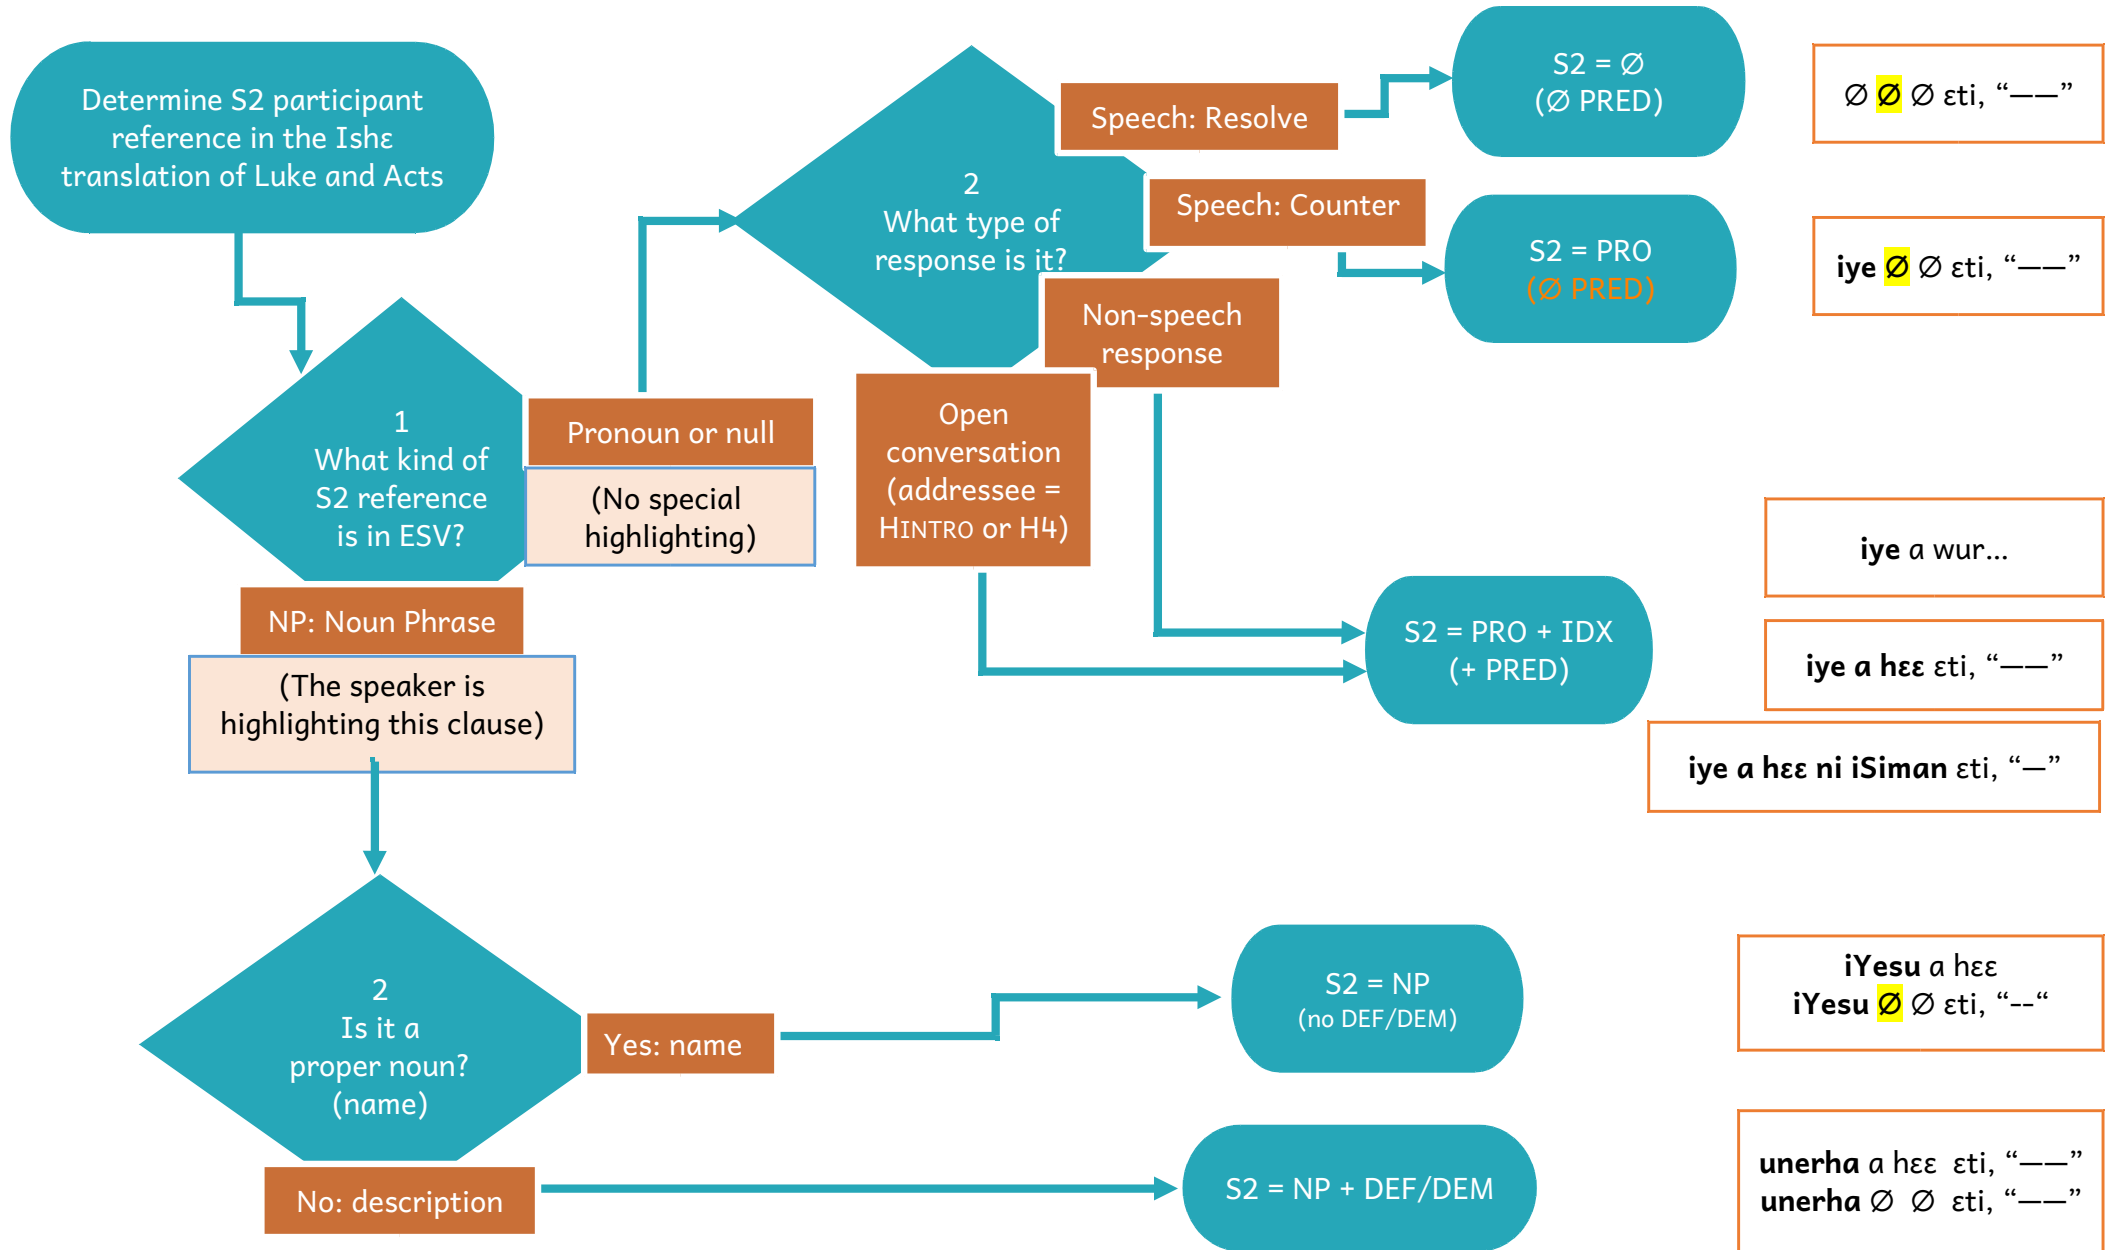 Determine S2 participant
reference in the Ishɛ
translation of Luke and Acts
1
What kind of
S2 reference
is in ESV?
Pronoun or null
(No special
highlighting)
NP: Noun Phrase
(The speaker is
highlighting this clause)
2
What type of
response is it?
Speech: Resolve
Speech: Counter
Non-speech
response
Open
conversation
(addressee =
HINTRO or H4)
S2 = Ø
(Ø PRED)
Ø Ø Ø ɛti, “——”
S2 = PRO
(Ø PRED)
iye Ø Ø ɛti, “——”
S2 = PRO + IDX
(+ PRED)
iye a wur...
iye a hɛɛ ɛti, “——”
iye a hɛɛ ni iSiman ɛti, “—”
2
Is it a
proper noun?
(name)
Yes: name
S2 = NP
(no DEF/DEM)
iYesu a hɛɛ
iYesu Ø Ø ɛti, “--“
No: description
S2 = NP + DEF/DEM
unerha a hɛɛ ɛti, “——”
unerha Ø Ø ɛti, “——”